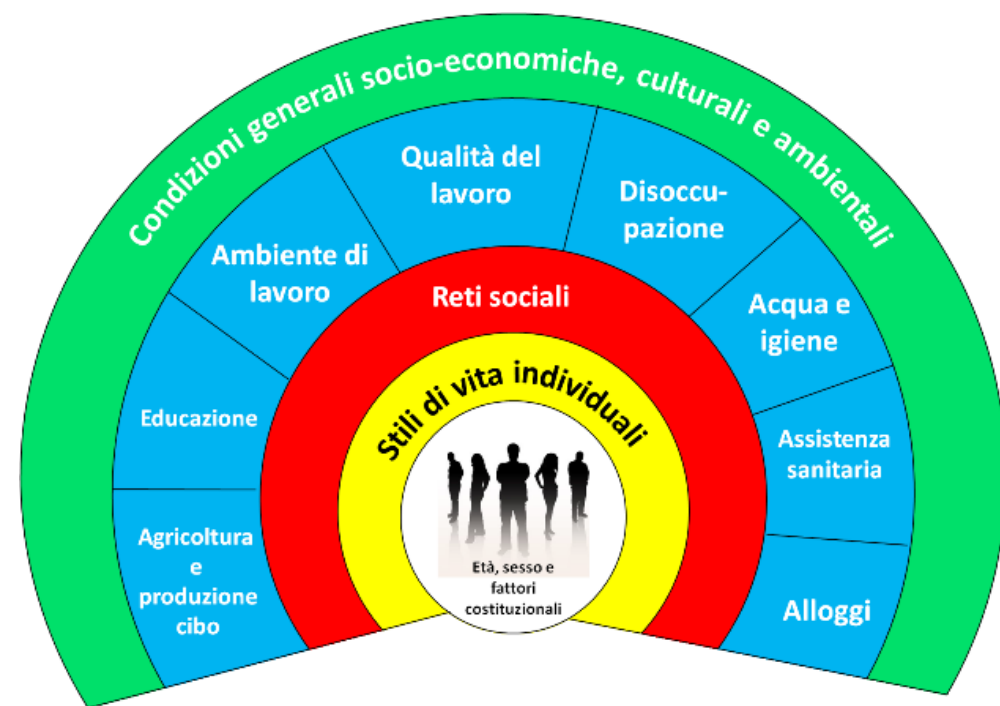 Condizioni generali socio-economiche, culturali e ambientali
Qualità del
lavoro
Disoccu-
pazione
Ambiente di
lavoro
Reti sociali
Acqua e
igiene
Stili di vita individuali
Educazione
Assistenza
sanitaria
Agricoltura
e
produzione
cibo
Età, sesso e
fattori
costituzionali
Alloggi